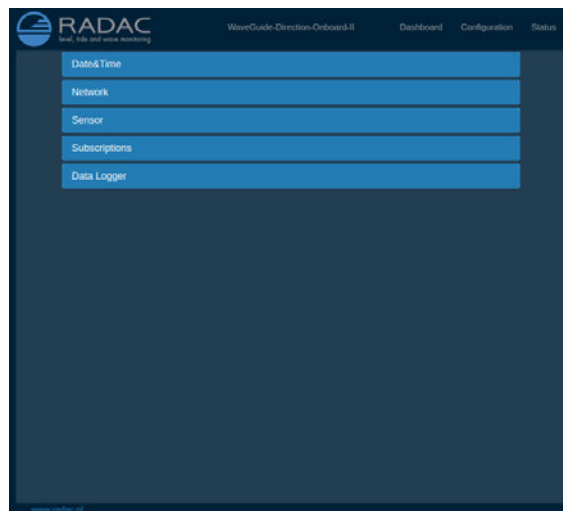 RADAC
level, tide and wave monitoring
WaveGuide-Direction-Onboard-II
Dashboard
Configuration
Status
Date&Time
Network
Sensor
Subscriptions
Data Logger
www.radac.nl